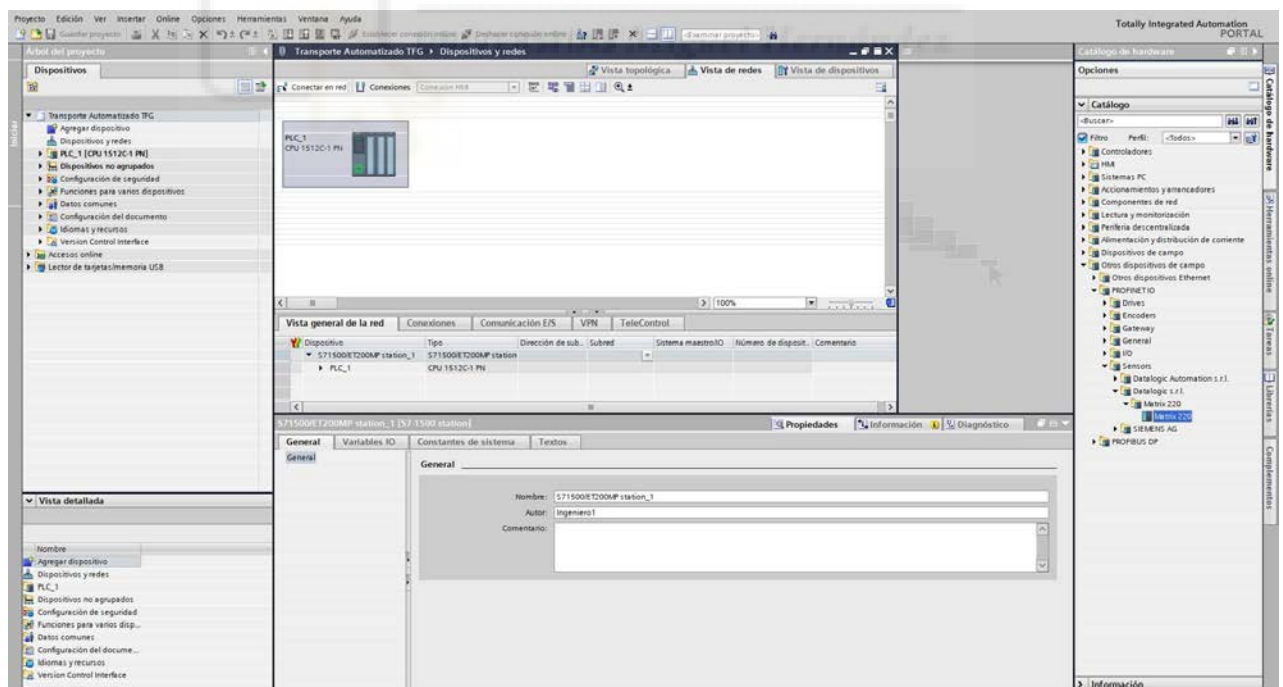 Proyecto Edición Ver Insertar Online Opciones Herramientas Ventana Ayuda
Totally Integrated Automation
PORTAL
Guardar proyecto
Establecer conexión online
Deshacer conexión online
<Examinar proyecto>
Árbol del proyecto
Transporte Automatizado TFG ▸ Dispositivos y redes
Catálogo de hardware
Dispositivos
Vista topológica
Vista de redes
Vista de dispositivos
Opciones
Conectar en red
Conexiones
Conexión HMI
Iniciar
Transporte Automatizado TFG
Agregar dispositivo
Dispositivos y redes
PLC_1 [CPU 1512C-1 PN]
Dispositivos no agrupados
Configuración de seguridad
Funciones para varios dispositivos
Datos comunes
Configuración del documento
Idiomas y recursos
Version Control Interface
Accesos online
Lector de tarjetas/memoria USB
PLC_1
CPU 1512C-1 PN
100%
Catálogo
<Buscar>
Filtro Perfil: <Todos>
Controladores
HMI
Sistemas PC
Accionamientos y arrancadores
Componentes de red
Lectura y monitorización
Periferia descentralizada
Alimentación y distribución de corriente
Dispositivos de campo
Otros dispositivos de campo
Otros dispositivos Ethernet
PROFINET IO
Drives
Encoders
Gateway
General
I/O
Sensors
Datalogic Automation s.r.l.
Datalogic s.r.l.
Matrix 220
Matrix 220
SIEMENS AG
PROFIBUS DP
Catálogo de hardware
Herramientas online
Tareas
Librerías
Complementos
Vista general de la red
Conexiones
Comunicación E/S
VPN
TeleControl
Dispositivo Tipo Dirección de sub... Subred Sistema maestro/IO Número de disposit... Comentario
S71500/ET200MP station_1 S71500/ET200MP station
PLC_1 CPU 1512C-1 PN
S71500/ET200MP station_1 [S7-1500 station]
Propiedades
Información
Diagnóstico
General
Variables IO
Constantes de sistema
Textos
General
General
Nombre: S71500/ET200MP station_1
Autor: Ingeniero1
Comentario:
Vista detallada
Nombre
Agregar dispositivo
Dispositivos y redes
PLC_1
Dispositivos no agrupados
Configuración de seguridad
Funciones para varios disp...
Datos comunes
Configuración del docume...
Idiomas y recursos
Version Control Interface
Información